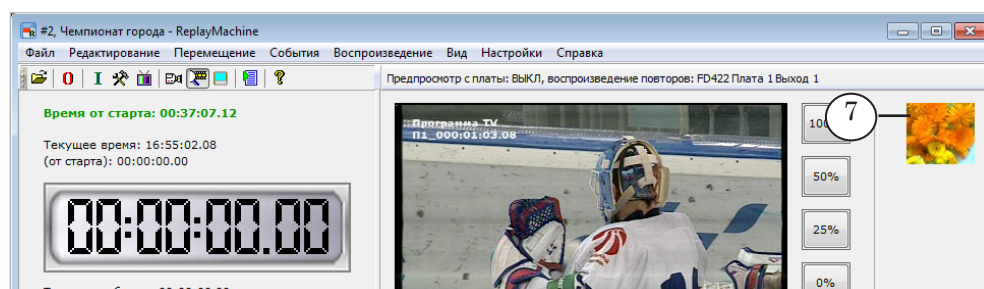 #2, Чемпионат города - ReplayMachine
Файл Редактирование Перемещение События Воспроизведение Вид Настройки Справка
Предпросмотр с платы: ВЫКЛ, воспроизведение повторов: FD422 Плата 1 Выход 1
Время от старта: 00:37:07.12
Текущее время: 16:55:02.08
(от старта): 00:00:00.00
00:00:00.00
Программа TV
П1_000:01:03.08
7
50%
25%
0%